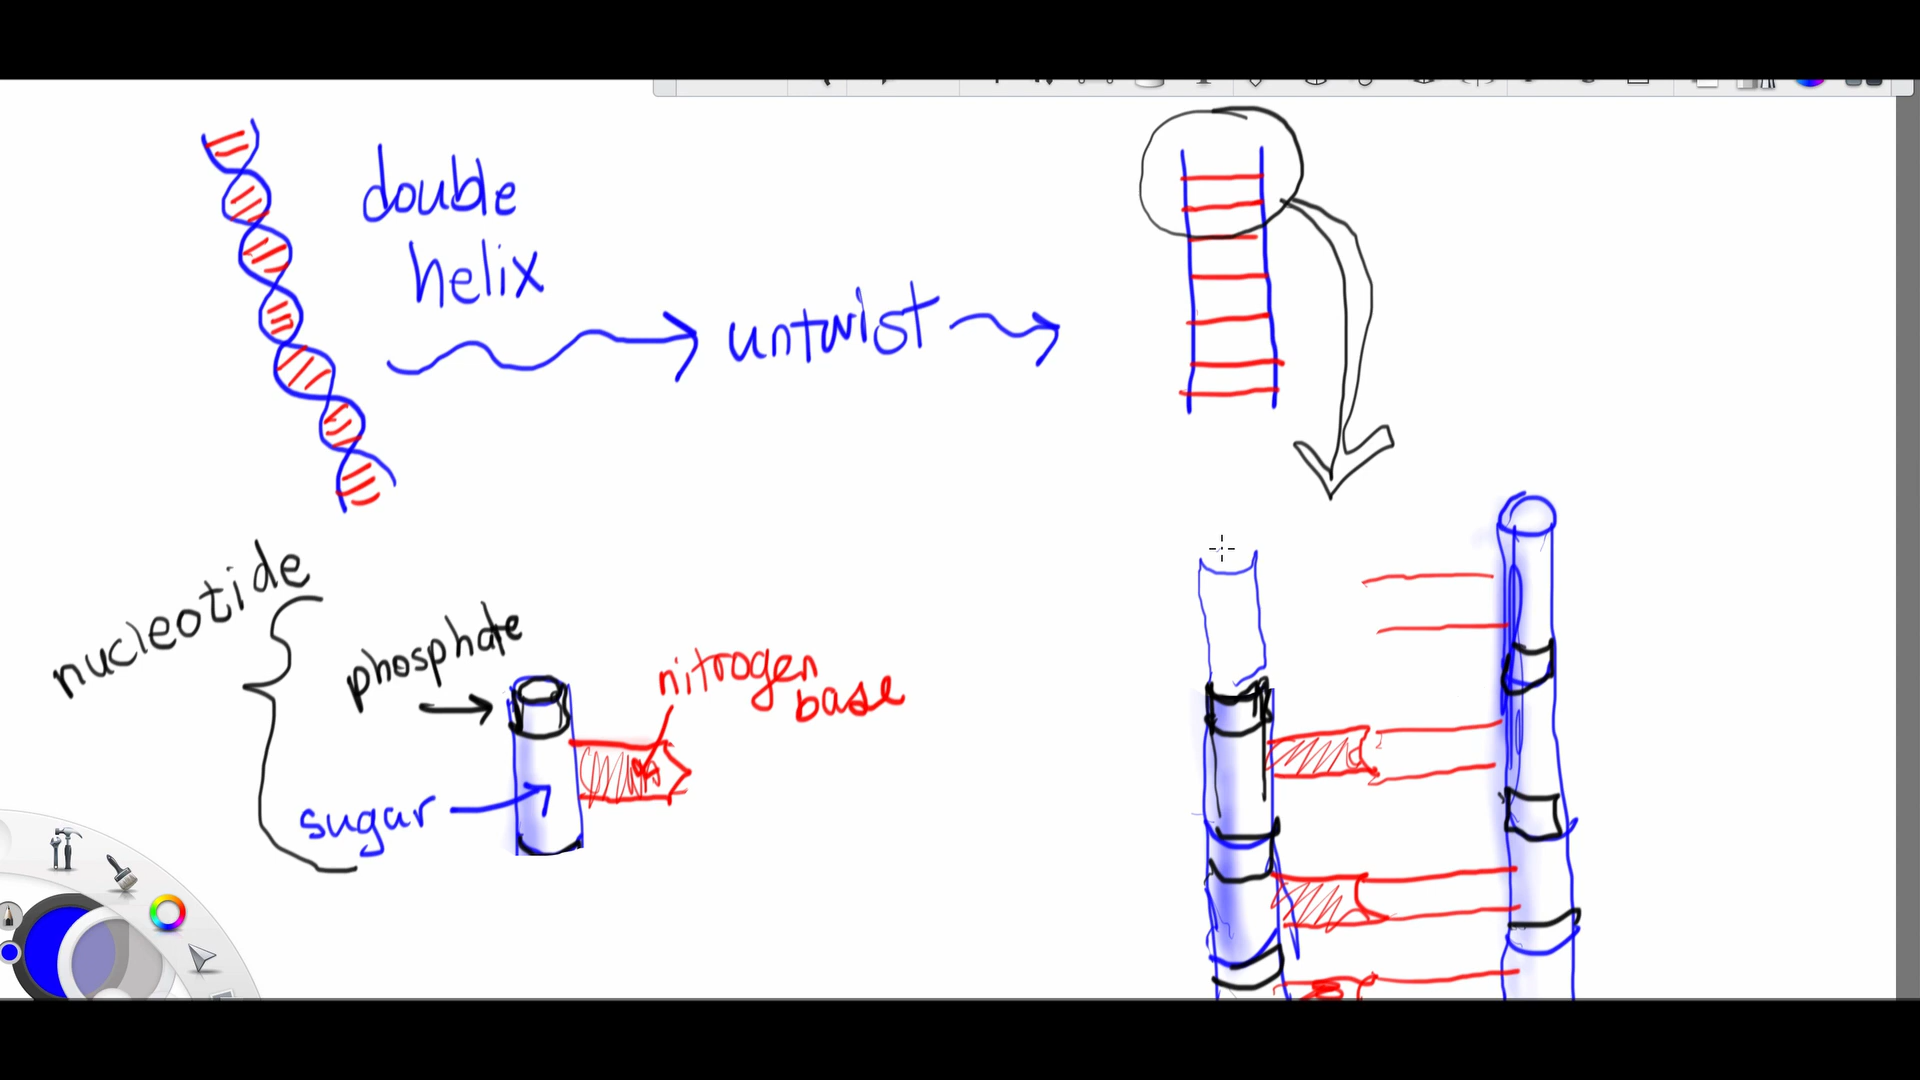 double
helix
untwist
nucleotide
phosphate
nitrogen
base
sugar